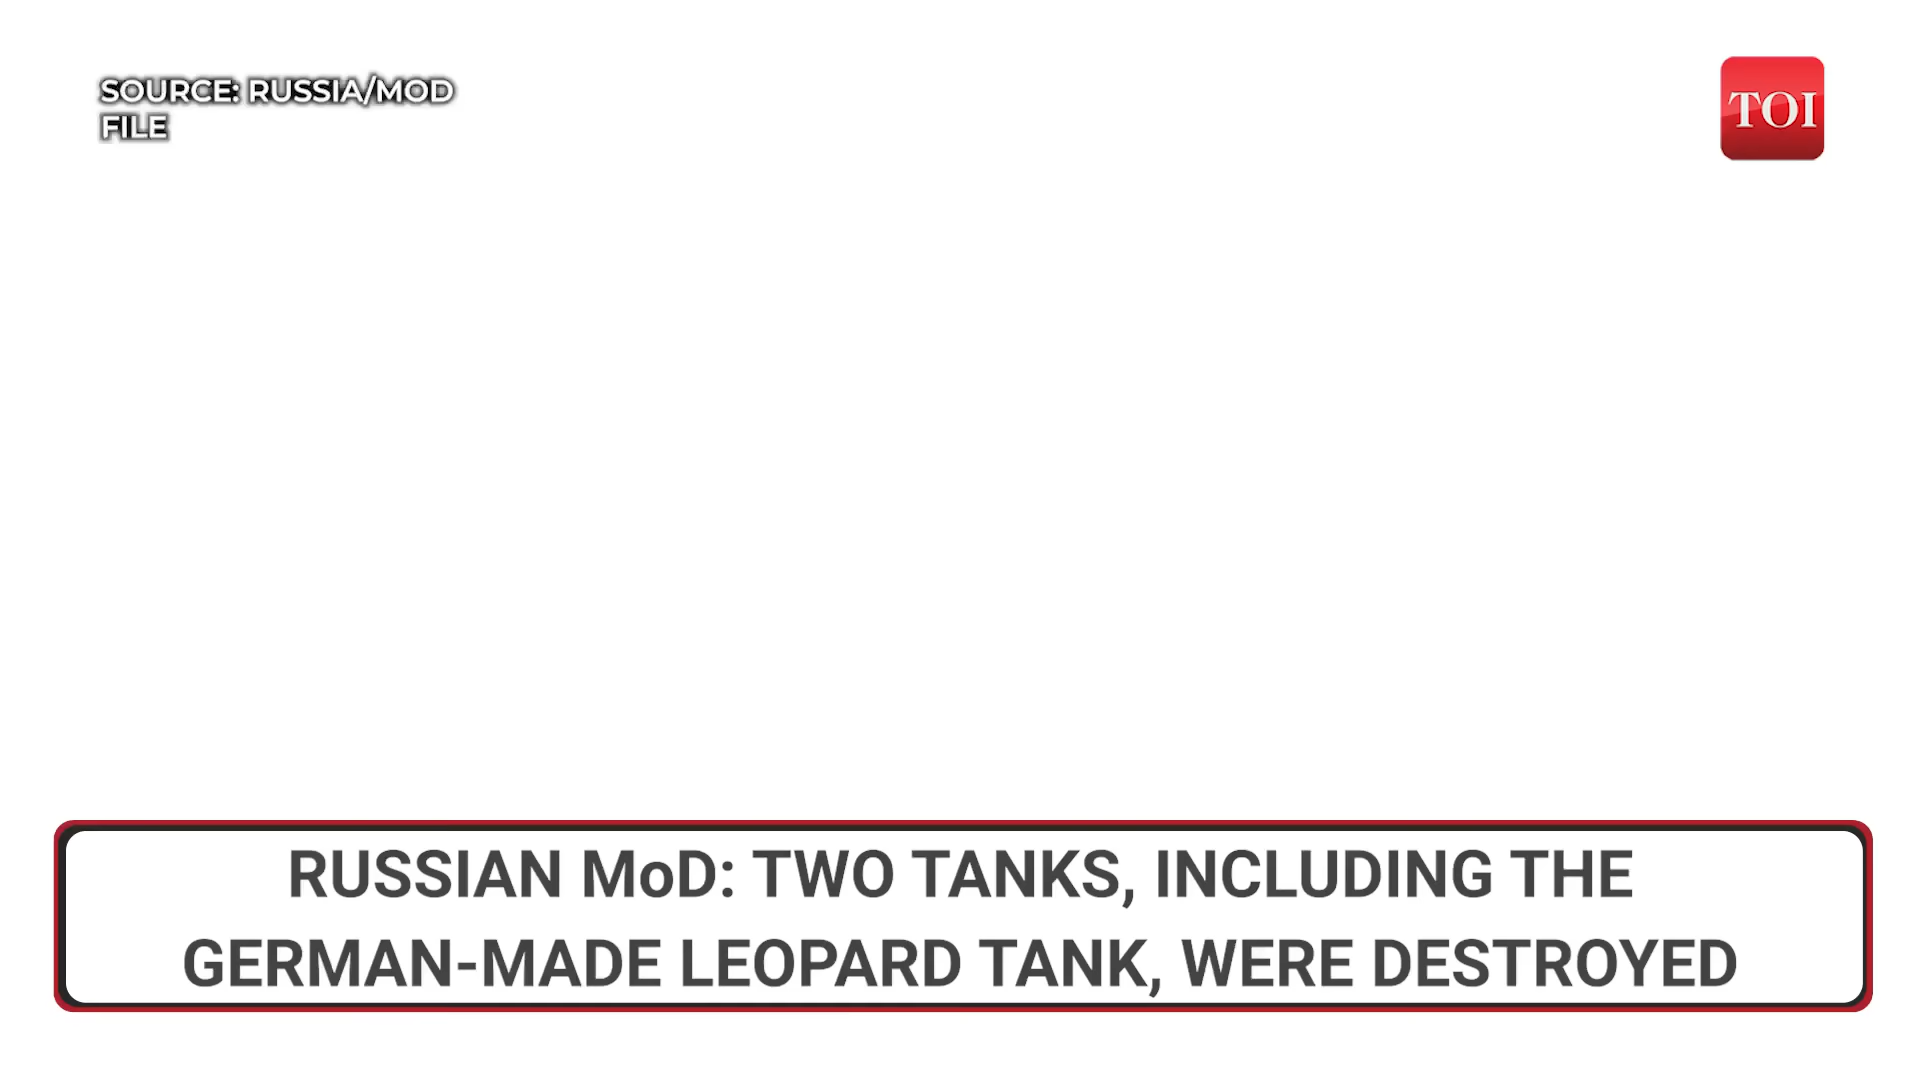 SOURCE: RUSSIA/MOD
FILE
TOI
RUSSIAN MoD: TWO TANKS, INCLUDING THE
GERMAN-MADE LEOPARD TANK, WERE DESTROYED